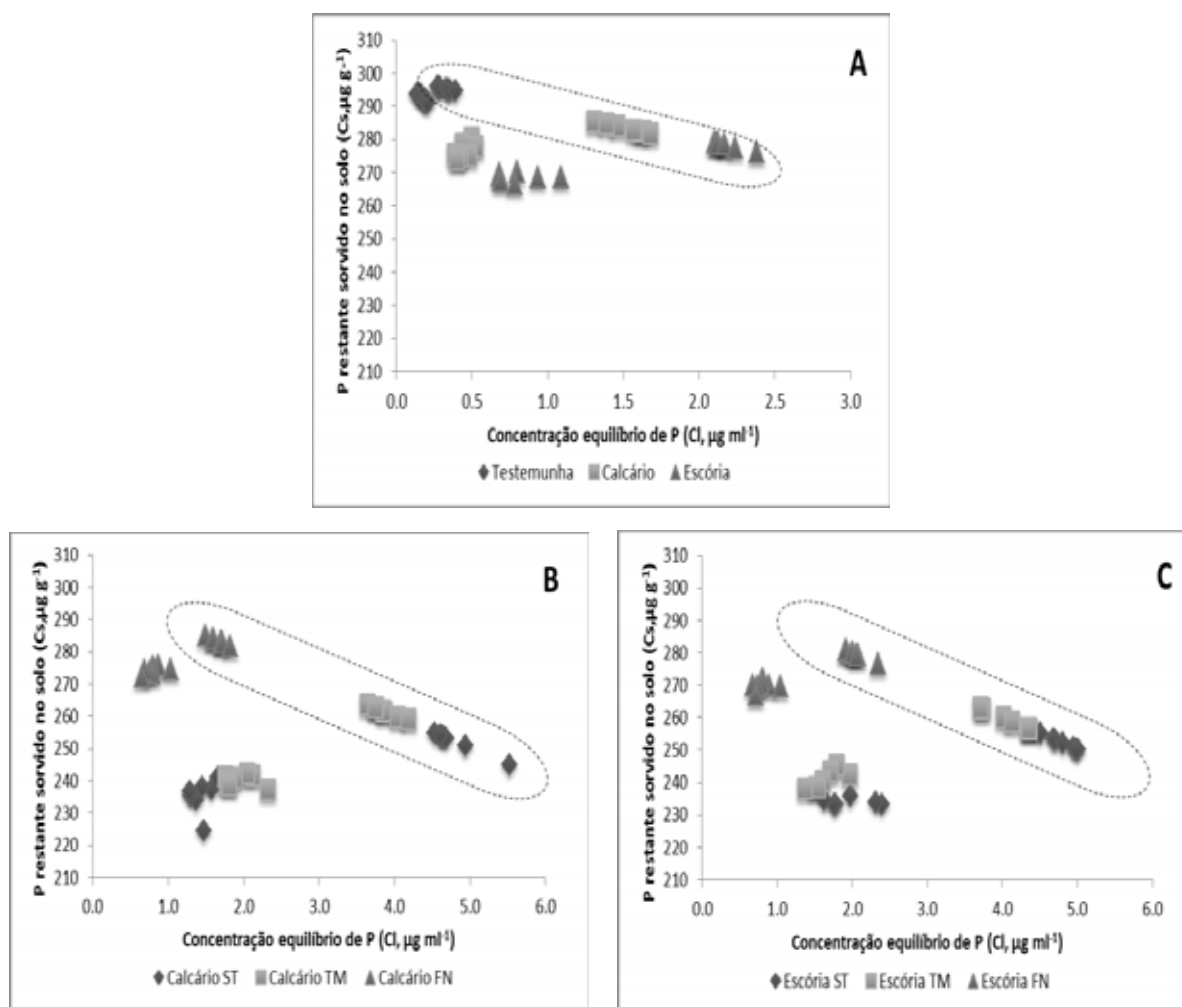 A
P restante sorvido no solo (Cs,µg g⁻¹)
310
300
290
280
270
260
250
240
230
220
210
0.0 0.5 1.0 1.5 2.0 2.5 3.0
Concentração equilíbrio de P (Cl, µg ml⁻¹)
Testemunha Calcário Escória
B
P restante sorvido no solo (Cs,µg g⁻¹)
310
300
290
280
270
260
250
240
230
220
210
0.0 1.0 2.0 3.0 4.0 5.0 6.0
Concentração equilíbrio de P (Cl, µg ml⁻¹)
Calcário ST Calcário TM Calcário FN
C
P restante sorvido no solo (Cs,µg g⁻¹)
310
300
290
280
270
260
250
240
230
220
210
0.0 1.0 2.0 3.0 4.0 5.0 6.0
Concentração equilíbrio de P (Cl, µg ml⁻¹)
Escória ST Escória TM Escória FN